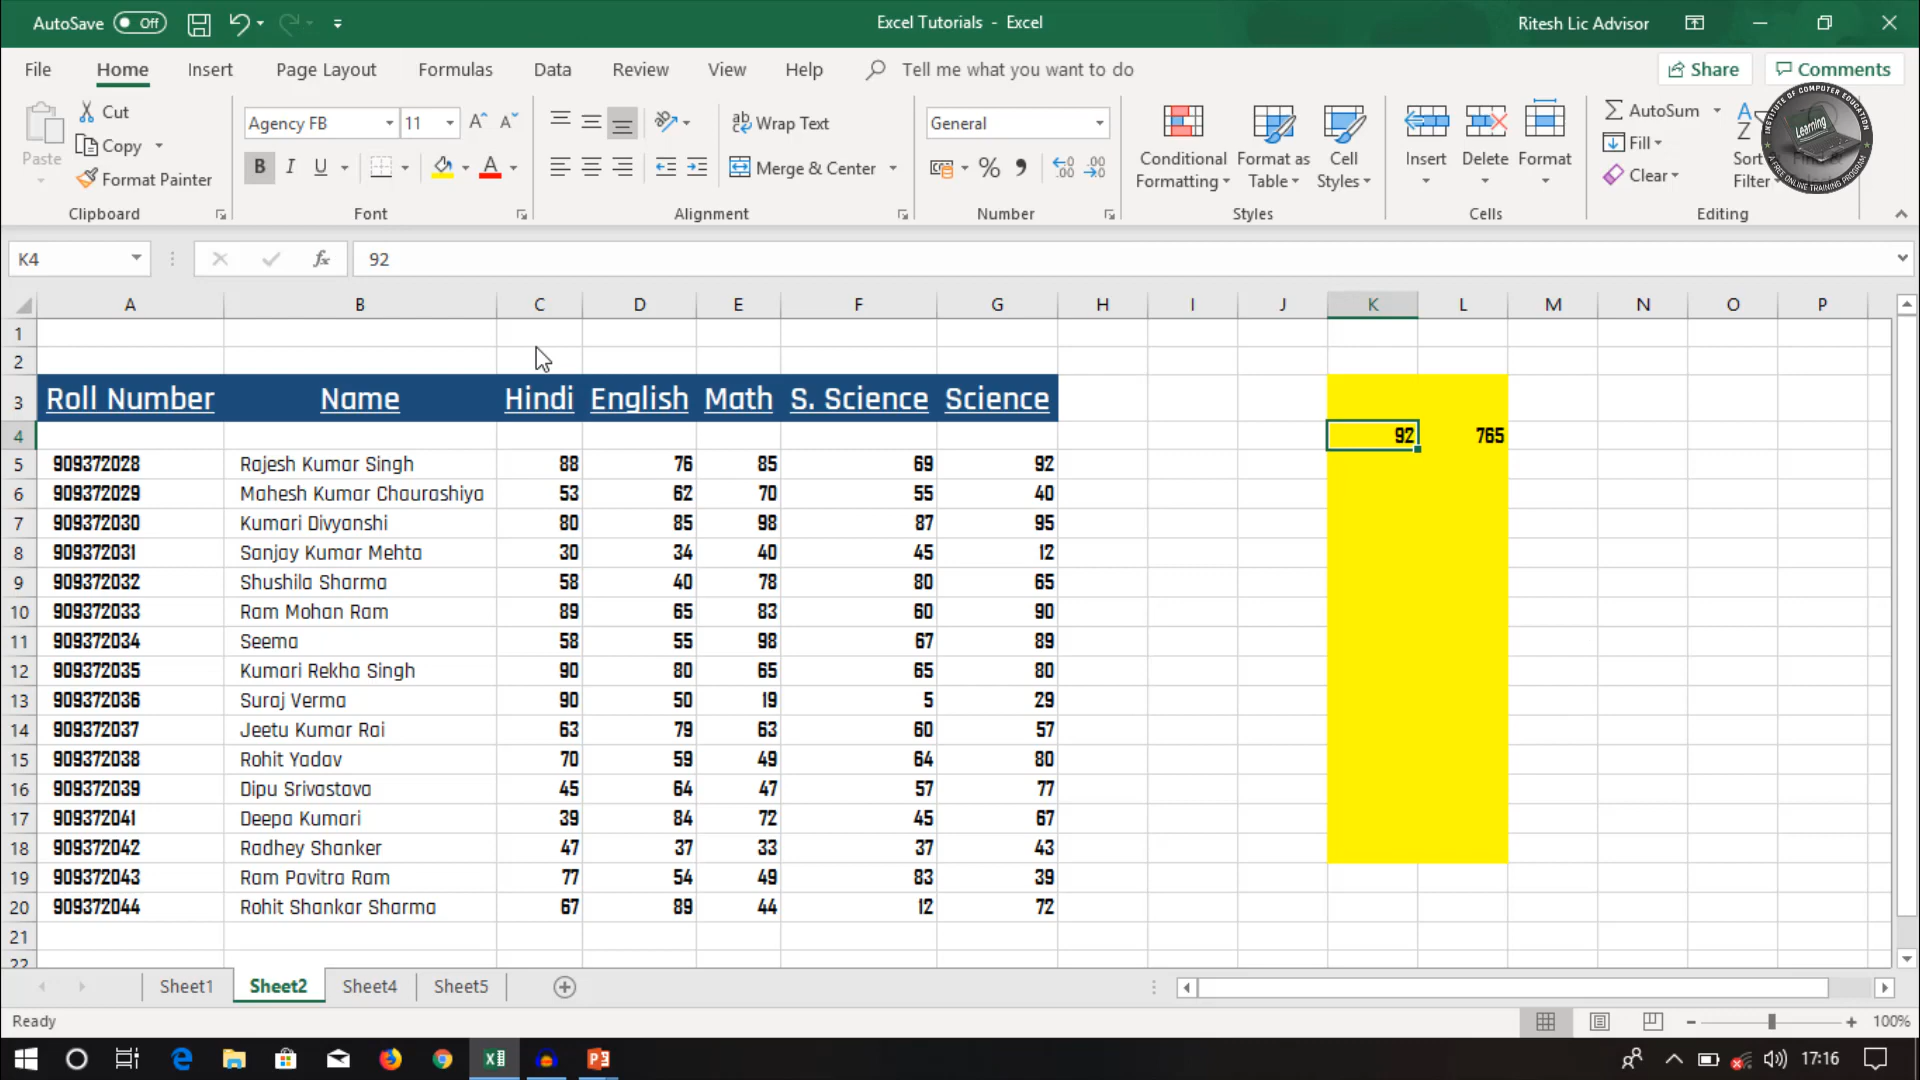 AutoSave Off Excel Tutorials - Excel Ritesh Lic Advisor
File Home Insert Page Layout Formulas Data Review View Help Tell me what you want to do Share Comments
Cut
Copy
Format Painter
Paste
Clipboard
Agency FB 11
B I U
Font
Wrap Text
Merge & Center
Alignment
General
Number
Conditional Formatting
Format as Table
Cell Styles
Styles
Insert Delete Format
Cells
AutoSum
Fill
Clear
Sort
Filter
Editing
INSTITUTE OF COMPUTER EDUCATION
Learning
A FREE ONLINE TRAINING PROGRAM
K4 fx 92
A B C D E F G H I J K L M N O P
1
2
3 Roll Number Name Hindi English Math S. Science Science
4 92 765
5 909372028 Rajesh Kumar Singh 88 76 85 69 92
6 909372029 Mahesh Kumar Chaurashiya 53 62 70 55 40
7 909372030 Kumari Divyanshi 80 85 98 87 95
8 909372031 Sanjay Kumar Mehta 30 34 40 45 12
9 909372032 Shushila Sharma 58 40 78 80 65
10 909372033 Ram Mohan Ram 89 65 83 60 90
11 909372034 Seema 58 55 98 67 89
12 909372035 Kumari Rekha Singh 90 80 65 65 80
13 909372036 Suraj Verma 90 50 19 5 29
14 909372037 Jeetu Kumar Rai 63 79 63 60 57
15 909372038 Rohit Yadav 70 59 49 64 80
16 909372039 Dipu Srivastava 45 64 47 57 77
17 909372041 Deepa Kumari 39 84 72 45 67
18 909372042 Radhey Shanker 47 37 33 37 43
19 909372043 Ram Pavitra Ram 77 54 49 83 39
20 909372044 Rohit Shankar Sharma 67 89 44 12 72
21
22
Sheet1 Sheet2 Sheet4 Sheet5
Ready 100%
17:16